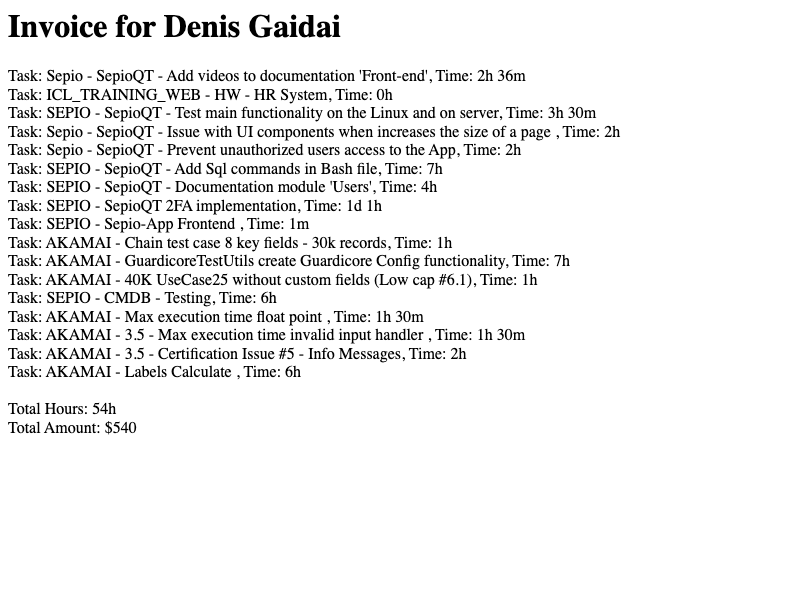 Invoice for Denis Gaidai
Task: Sepio - SepioQT - Add videos to documentation 'Front-end', Time: 2h 36m
Task: ICL_TRAINING_WEB - HW - HR System, Time: 0h
Task: SEPIO - SepioQT - Test main functionality on the Linux and on server, Time: 3h 30m
Task: Sepio - SepioQT - Issue with UI components when increases the size of a page , Time: 2h
Task: Sepio - SepioQT - Prevent unauthorized users access to the App, Time: 2h
Task: SEPIO - SepioQT - Add Sql commands in Bash file, Time: 7h
Task: SEPIO - SepioQT - Documentation module 'Users', Time: 4h
Task: SEPIO - SepioQT 2FA implementation, Time: 1d 1h
Task: SEPIO - Sepio-App Frontend , Time: 1m
Task: AKAMAI - Chain test case 8 key fields - 30k records, Time: 1h
Task: AKAMAI - GuardicoreTestUtils create Guardicore Config functionality, Time: 7h
Task: AKAMAI - 40K UseCase25 without custom fields (Low cap #6.1), Time: 1h
Task: SEPIO - CMDB - Testing, Time: 6h
Task: AKAMAI - Max execution time float point , Time: 1h 30m
Task: AKAMAI - 3.5 - Max execution time invalid input handler , Time: 1h 30m
Task: AKAMAI - 3.5 - Certification Issue #5 - Info Messages, Time: 2h
Task: AKAMAI - Labels Calculate , Time: 6h
Total Hours: 54h
Total Amount: $540